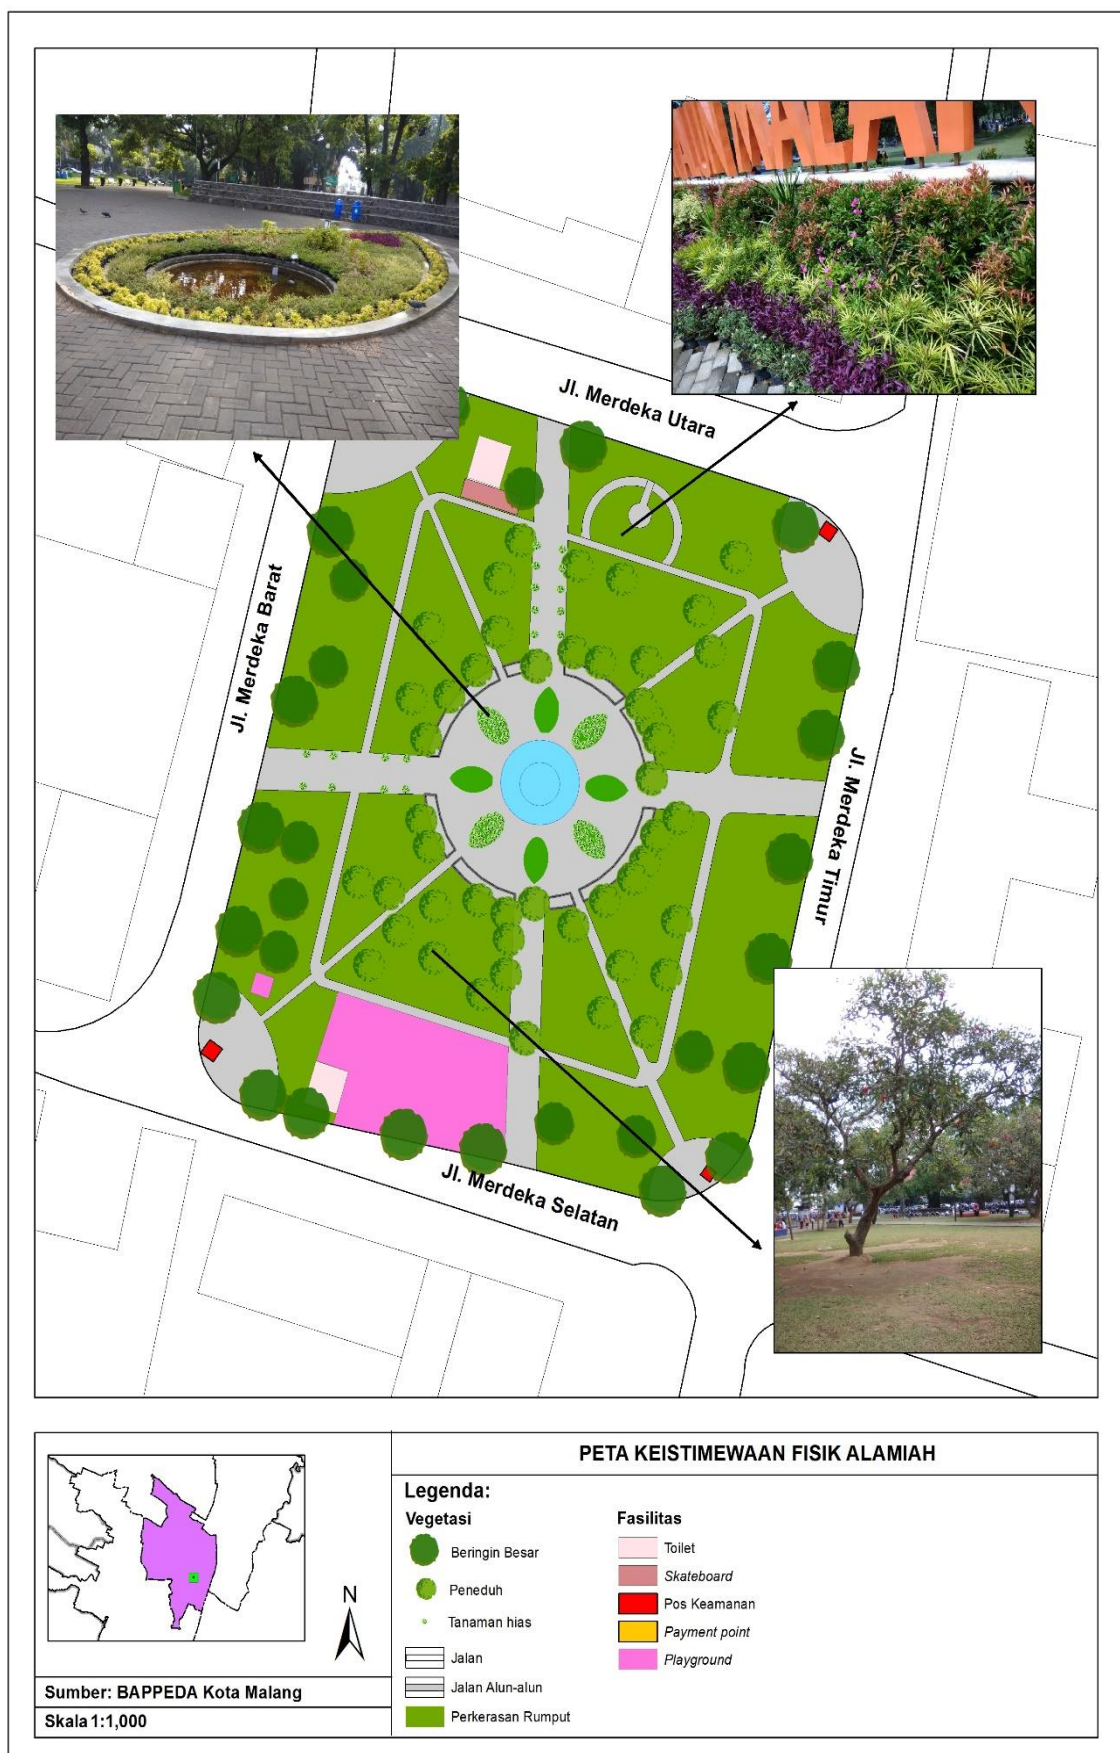 ANMALA
Jl. Merdeka Utara
Jl. Merdeka Barat
Jl. Merdeka Timur
Jl. Merdeka Selatan
PETA KEISTIMEWAAN FISIK ALAMIAH
Legenda:
Vegetasi
Beringin Besar
Peneduh
Tanaman hias
Jalan
Jalan Alun-alun
Perkerasan Rumput
Fasilitas
Toilet
Skateboard
Pos Keamanan
Payment point
Playground
N
Sumber: BAPPEDA Kota Malang
Skala 1:1,000